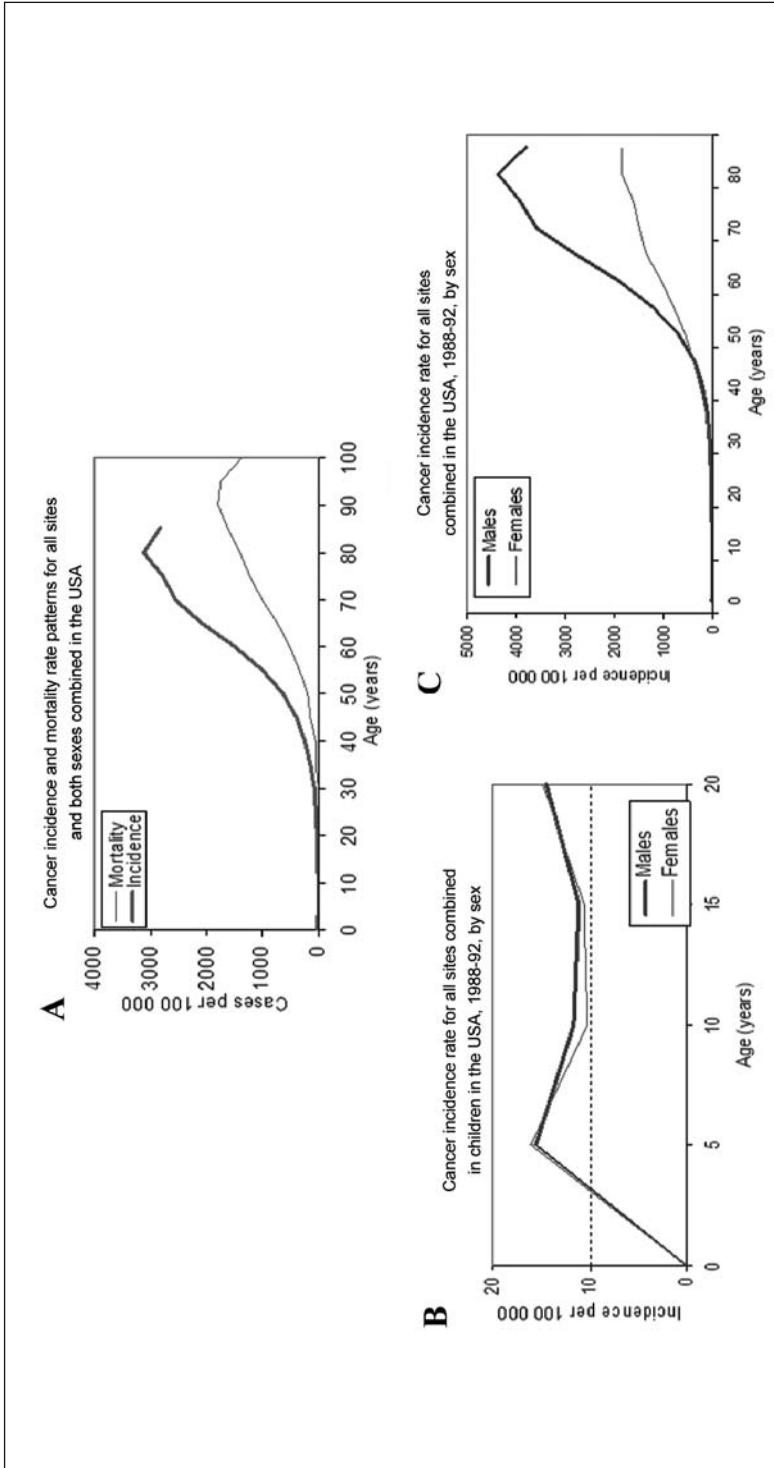 A
Cancer incidence and mortality rate patterns for all sites
and both sexes combined in the USA
Mortality
Incidence
Cases per 100 000
4000
3000
2000
1000
0
0 10 20 30 40 50 60 70 80 90 100
Age (years)
B
Cancer incidence rate for all sites combined
in children in the USA, 1988-92, by sex
Incidence per 100 000
20
10
0
Males
Females
0 5 10 15 20
Age (years)
C
Cancer incidence rate for all sites
combined in the USA, 1988-92, by sex
Males
Females
Incidence per 100 000
5000
4000
3000
2000
1000
0
0 10 20 30 40 50 60 70 80
Age (years)